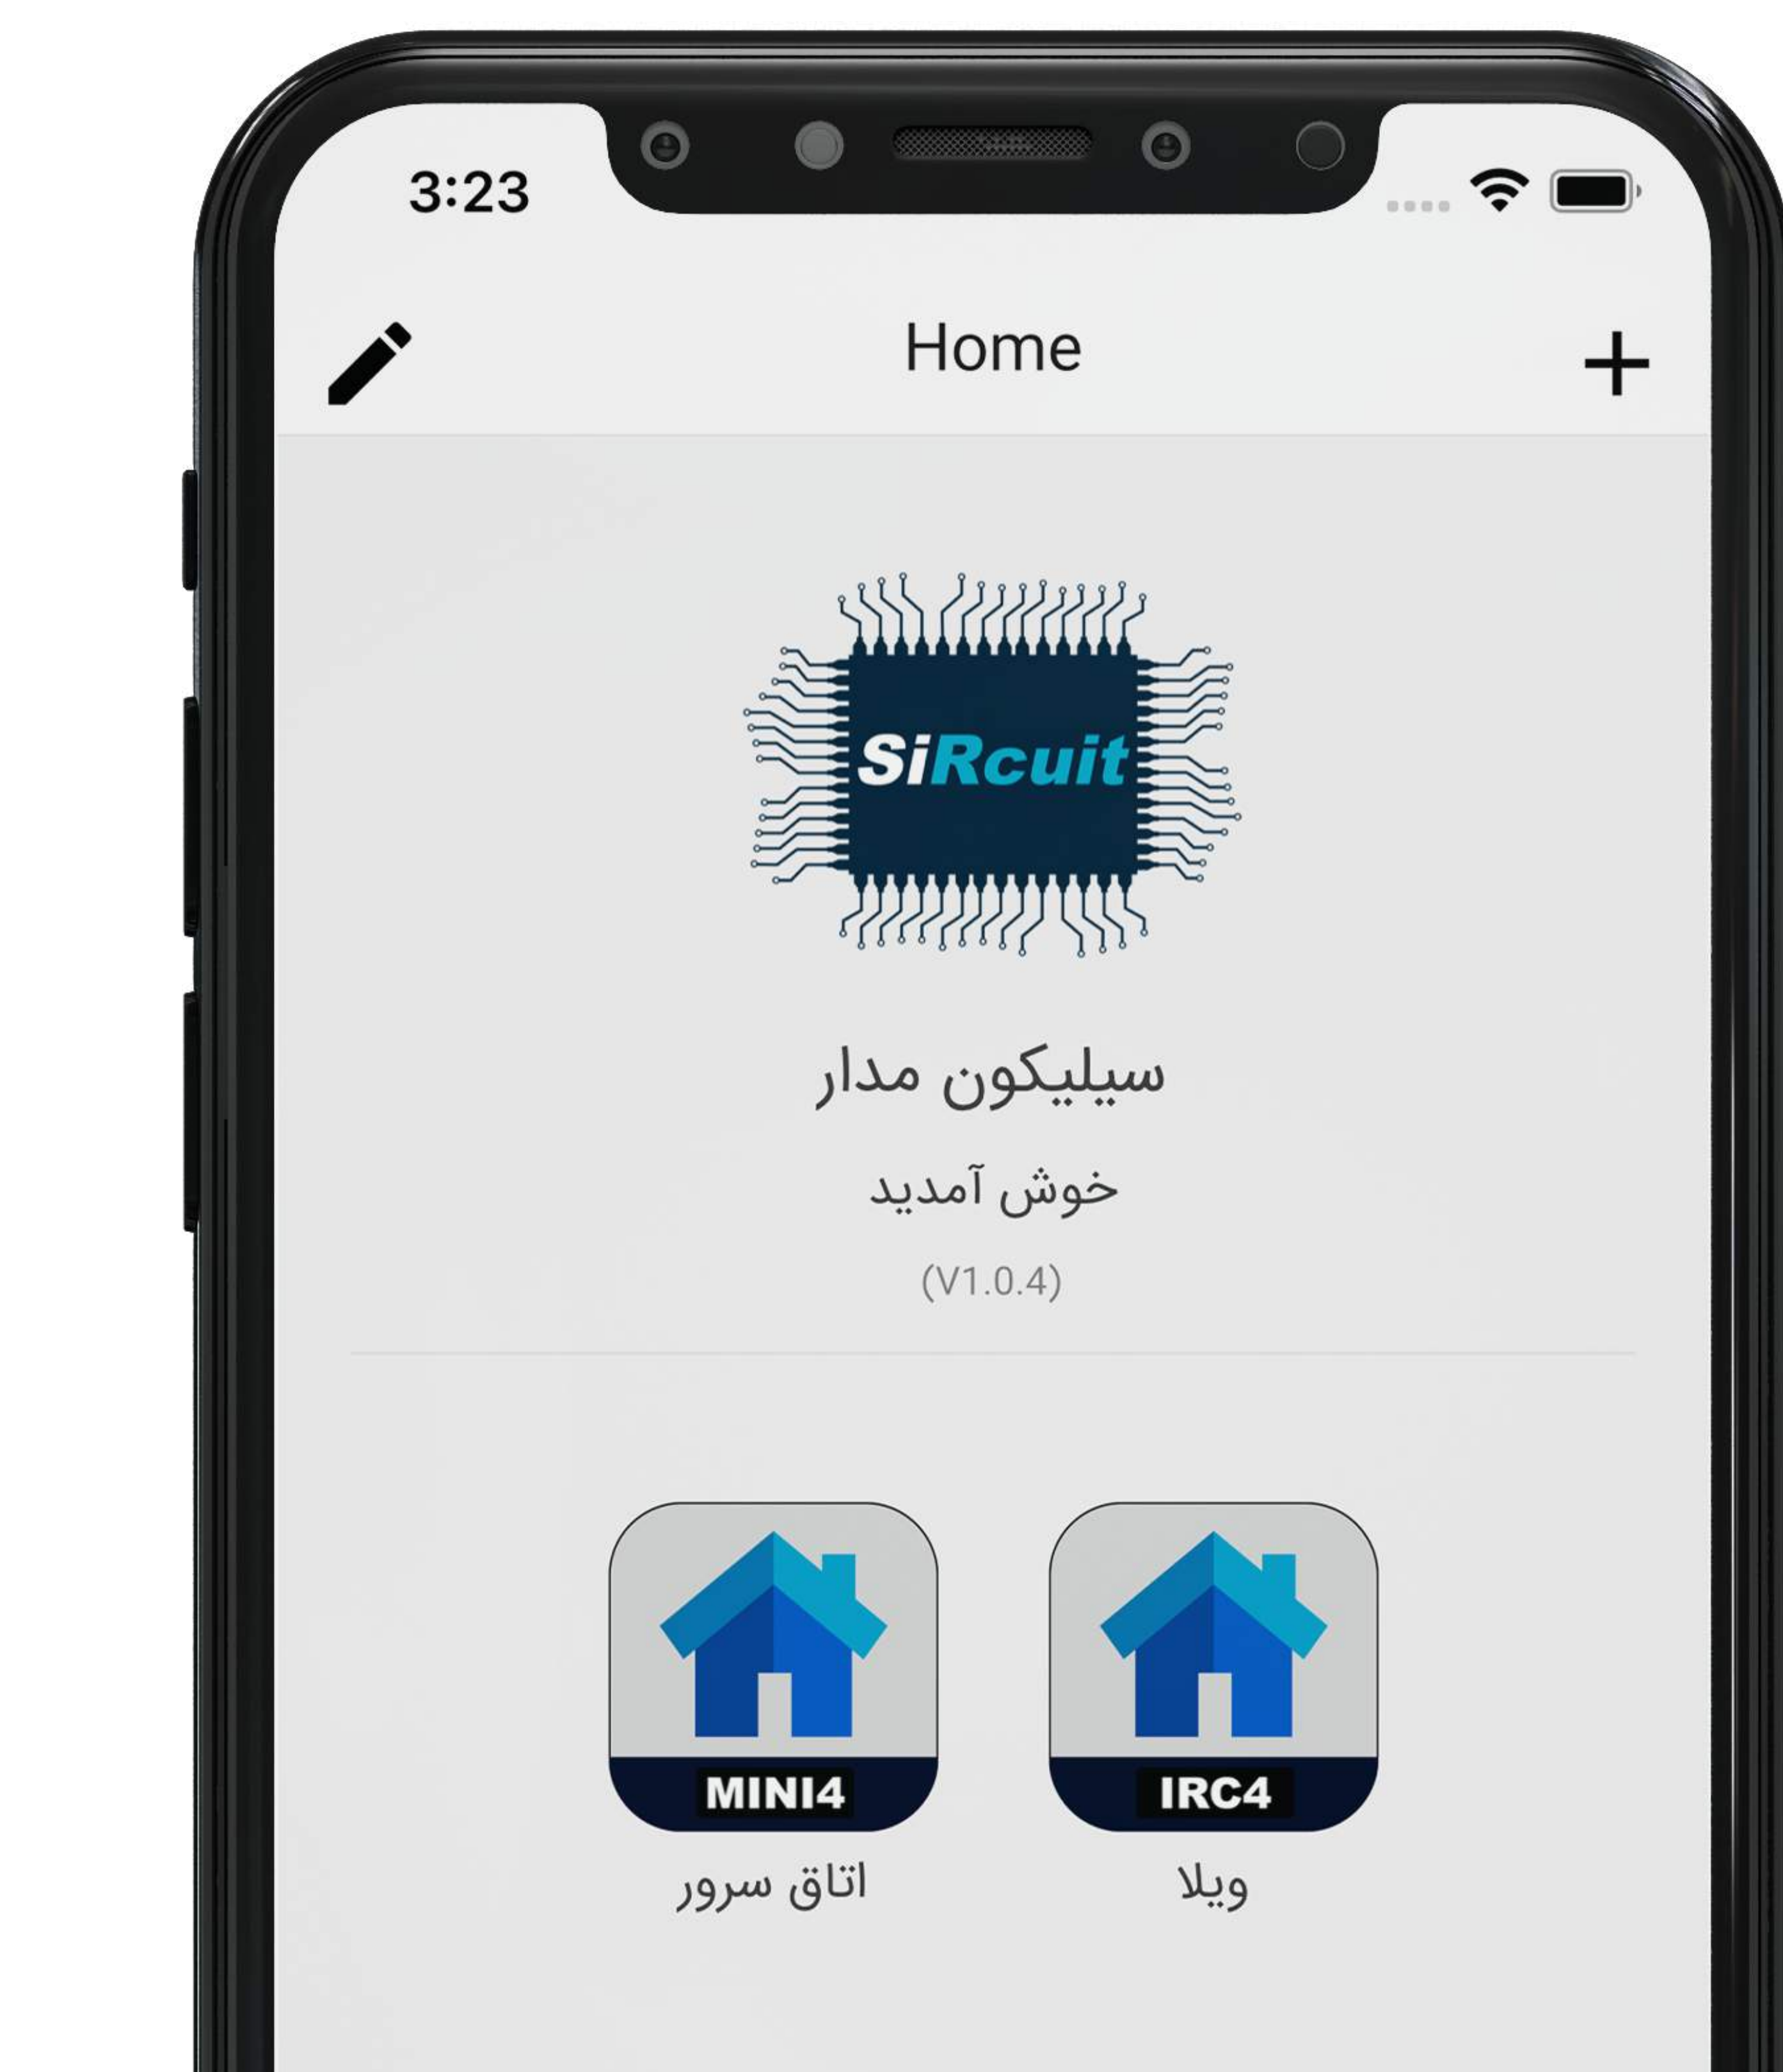 3:23
Home
SiRcuit
سیلیکون مدار
خوش آمدید
(V1.0.4)
IRC4
MINI4
ویلا
اتاق سرور